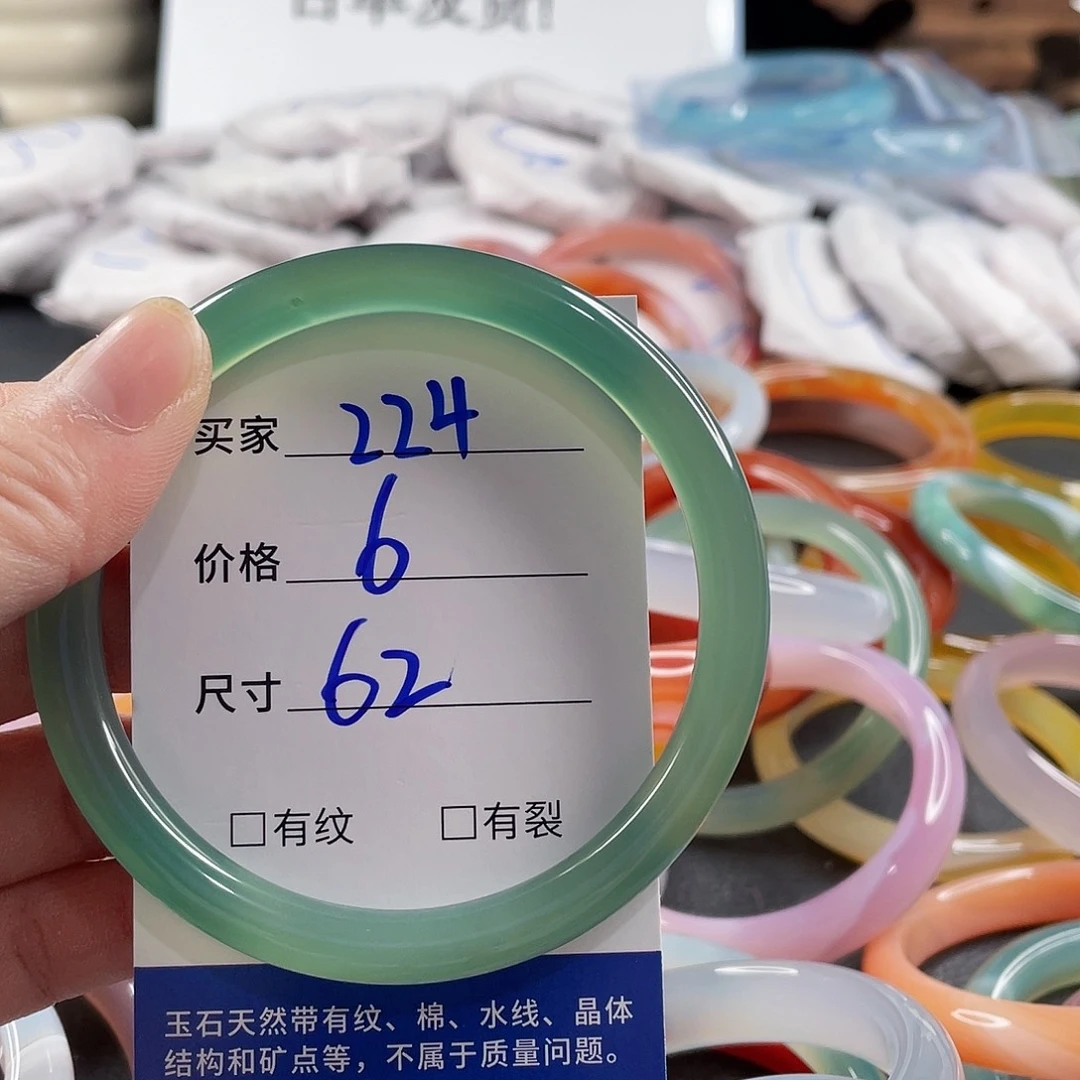 买家 224
价格 6
尺寸 62
□有纹 □有裂
玉石天然带有纹、棉、水线、晶体
结构和矿点等，不属于质量问题。